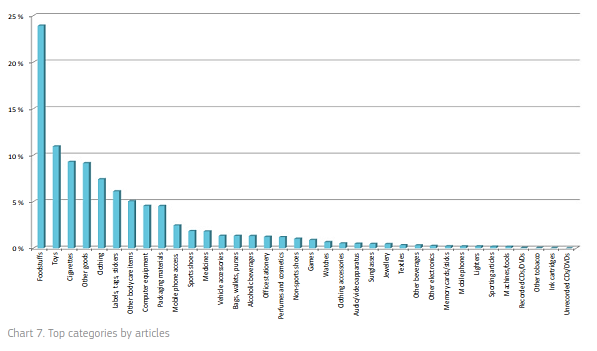 25 %
20 %
15 %
10 %
5 %
0 %
Foodstuffs
Toys
Cigarettes
Other goods
Clothing
Labels, tags, stickers
Other body care items
Computer equipment
Packaging materials
Mobile phone access.
Sports shoes
Medicines
Vehicle accessories
Bags, wallets, purses
Alcoholic beverages
Office stationery
Perfumes and cosmetics
Non-sports shoes
Games
Watches
Clothing accessories
Audio/video apparatus
Sunglasses
Jewellery
Textiles
Other beverages
Other electronics
Memory cards/sticks
Mobile phones
Lighters
Sporting articles
Machines/tools
Recorded CDs/DVDs
Other tobacco
Ink cartridges
Unrecorded CDs/DVDs
Chart 7. Top categories by articles